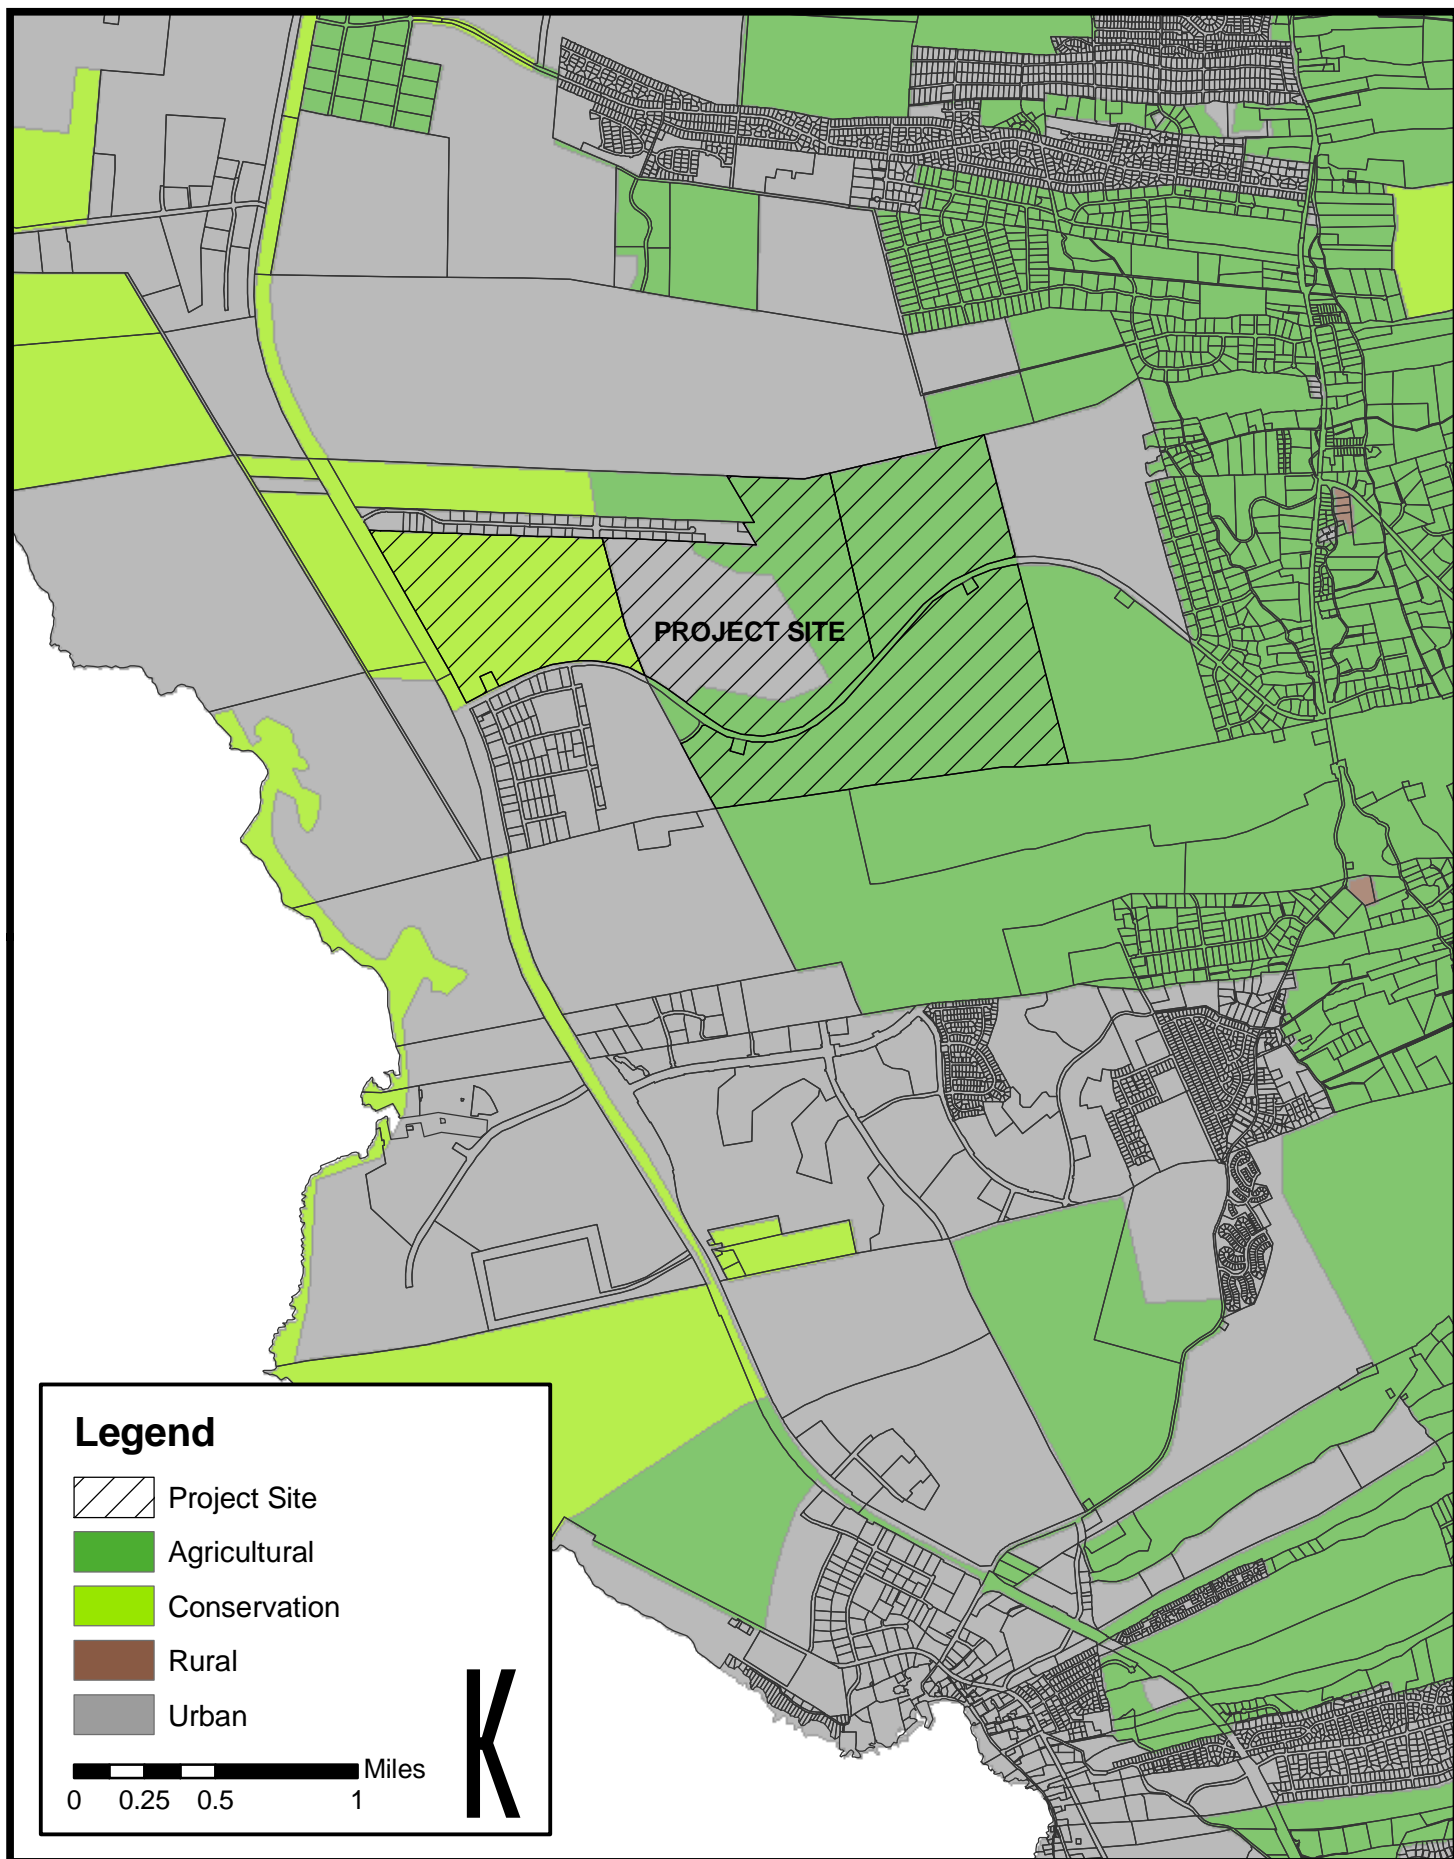 PROJECT SITE
Legend
Project Site
Agricultural
Conservation
Rural
Urban
Miles
0 0.25 0.5 1
K